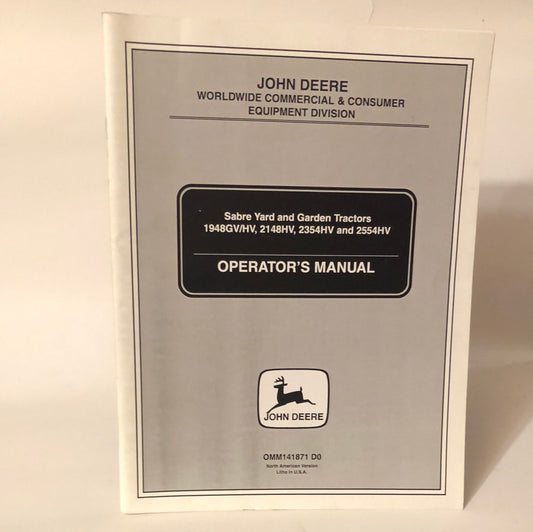 JOHN DEERE
WORLDWIDE COMMERCIAL & CONSUMER
EQUIPMENT DIVISION
Sabre Yard and Garden Tractors
1948GV/HV, 2148HV, 2354HV and 2554HV
OPERATOR'S MANUAL
JOHN DEERE
OMM141871 D0
North American Version
Litho in U.S.A.